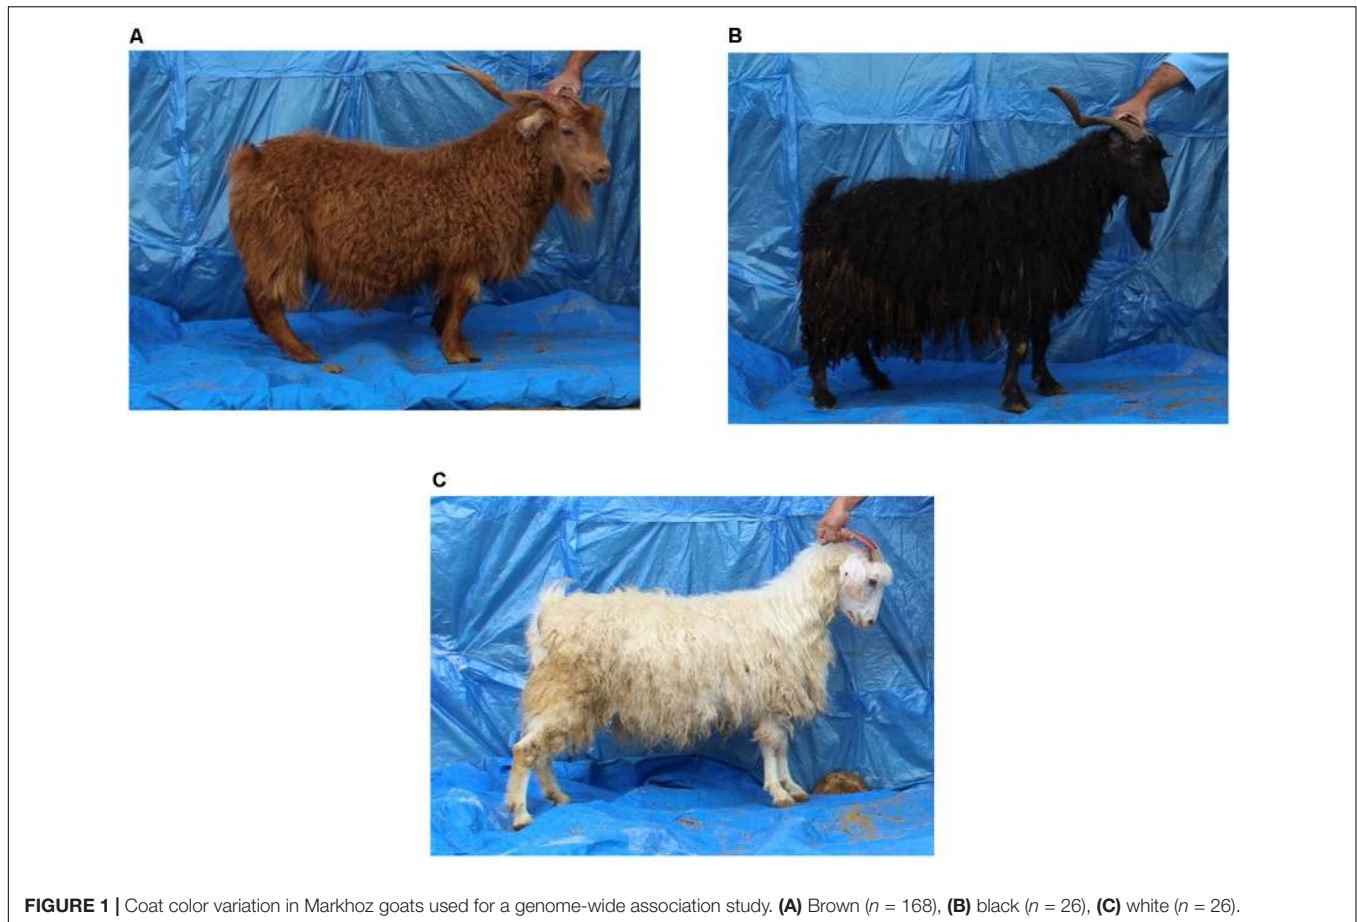 A
B
C
FIGURE 1 | Coat color variation in Markhoz goats used for a genome-wide association study. (A) Brown (n = 168), (B) black (n = 26), (C) white (n = 26).